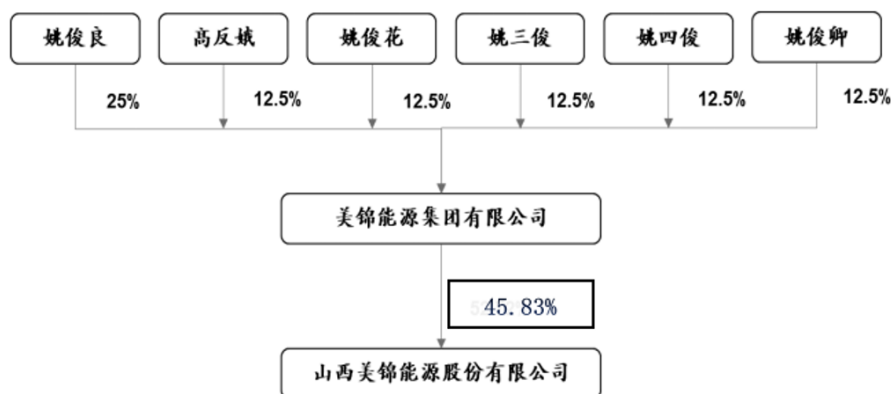 姚俊良 高反娥 姚俊花 姚三俊 姚四俊 姚俊卿
25% 12.5% 12.5% 12.5% 12.5% 12.5%
美锦能源集团有限公司
45.83%
山西美锦能源股份有限公司